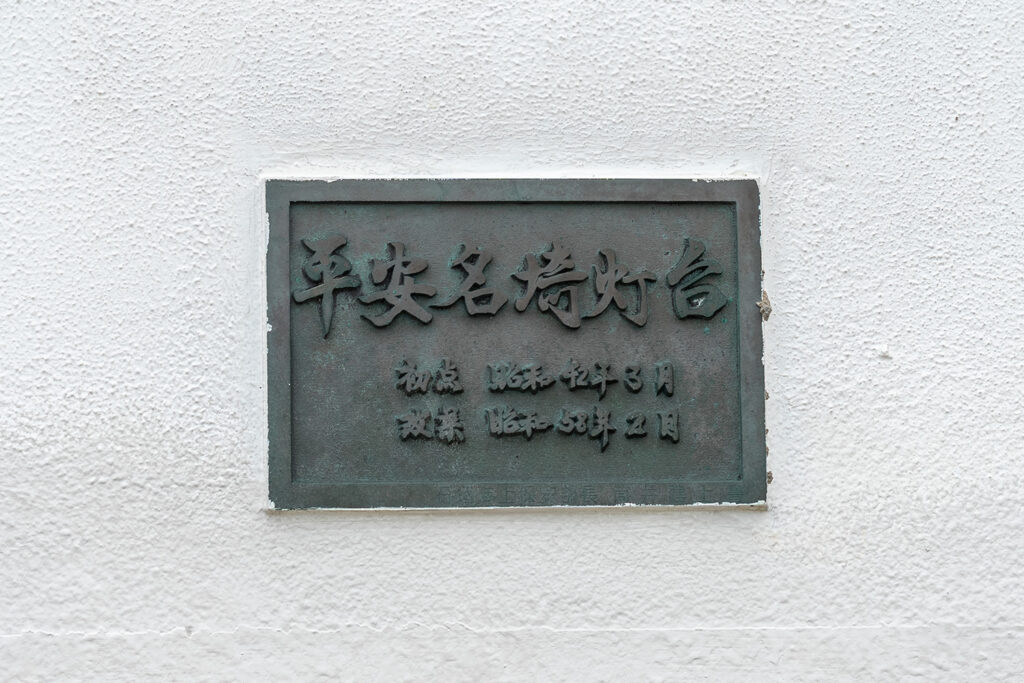 平安名埼灯台
初点 昭和42年3月
改築 昭和58年2月